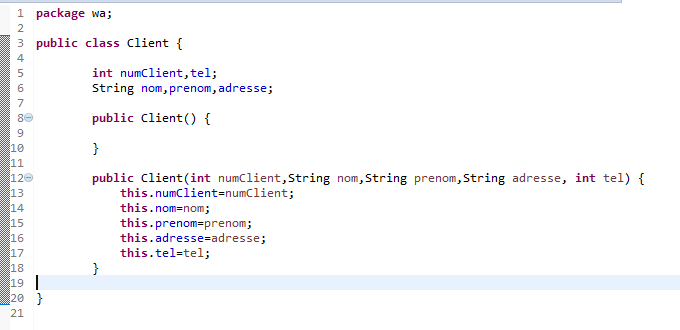 1 package wa;
2
3 public class Client {
4
5 int numClient,tel;
6 String nom,prenom,adresse;
7
8 public Client() {
9
10 }
11
12 public Client(int numClient,String nom,String prenom,String adresse, int tel) {
13 this.numClient=numClient;
14 this.nom=nom;
15 this.prenom=prenom;
16 this.adresse=adresse;
17 this.tel=tel;
18 }
19
20 }
21